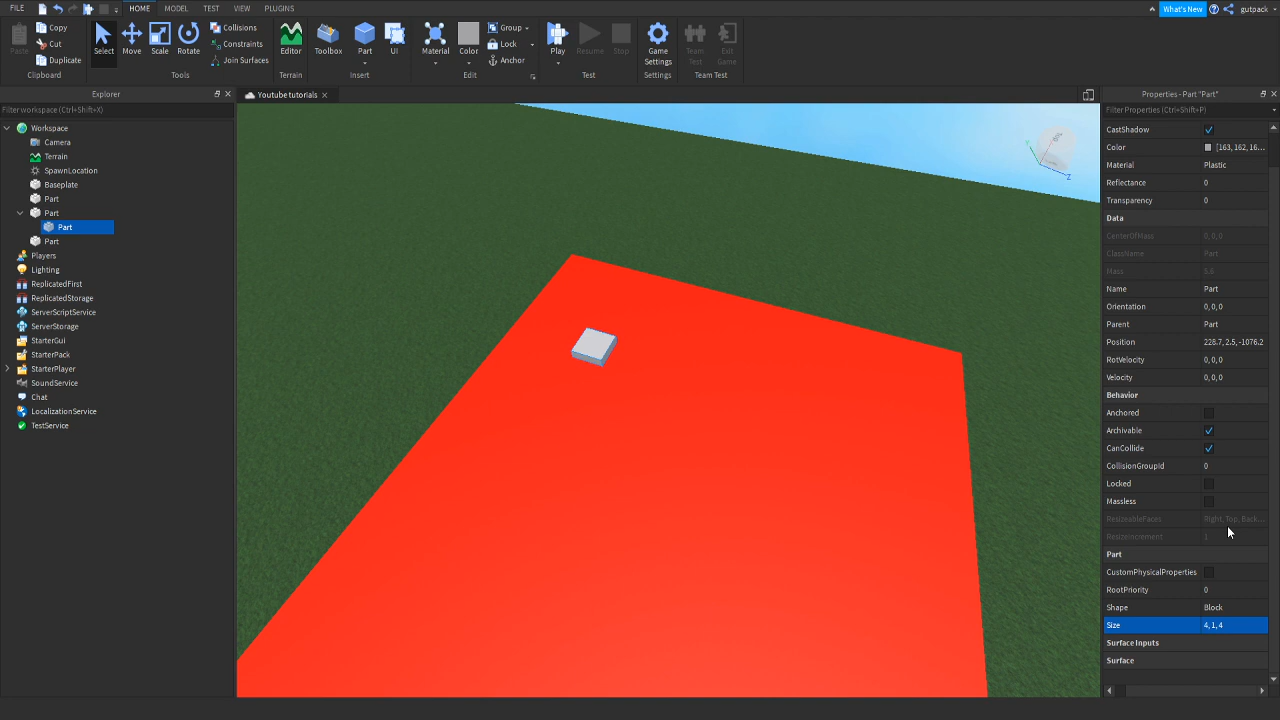 FILE HOME MODEL TEST VIEW PLUGINS What's New gutpack
Paste Copy Cut Duplicate Clipboard
Select Move Scale Rotate Collisions Constraints Join Surfaces Tools
Editor Terrain
Toolbox Part UI Insert
Material Color Group Lock Anchor Edit
Play Resume Stop Test
Game Settings Settings
Team Test Exit Game Team Test
Explorer
Filter workspace (Ctrl+Shift+X)
Workspace
Camera
Terrain
SpawnLocation
Baseplate
Part
Part
Part
Part
Players
Lighting
ReplicatedFirst
ReplicatedStorage
ServerScriptService
ServerStorage
StarterGui
StarterPack
StarterPlayer
SoundService
Chat
LocalizationService
TestService
Youtube tutorials
Properties - Part "Part"
Filter Properties (Ctrl+Shift+P)
CastShadow
Color [163, 162, 16...
Material Plastic
Reflectance 0
Transparency 0
Data
CenterOfMass 0, 0, 0
ClassName Part
Mass 5.6
Name Part
Orientation 0, 0, 0
Parent Part
Position 228.7, 2.5, -1076.2
RotVelocity 0, 0, 0
Velocity 0, 0, 0
Behavior
Anchored
Archivable
CanCollide
CollisionGroupId 0
Locked
Massless
ResizeableFaces Right, Top, Back...
ResizeIncrement 1
Part
CustomPhysicalProperties
RootPriority 0
Shape Block
Size 4, 1, 4
Surface Inputs
Surface